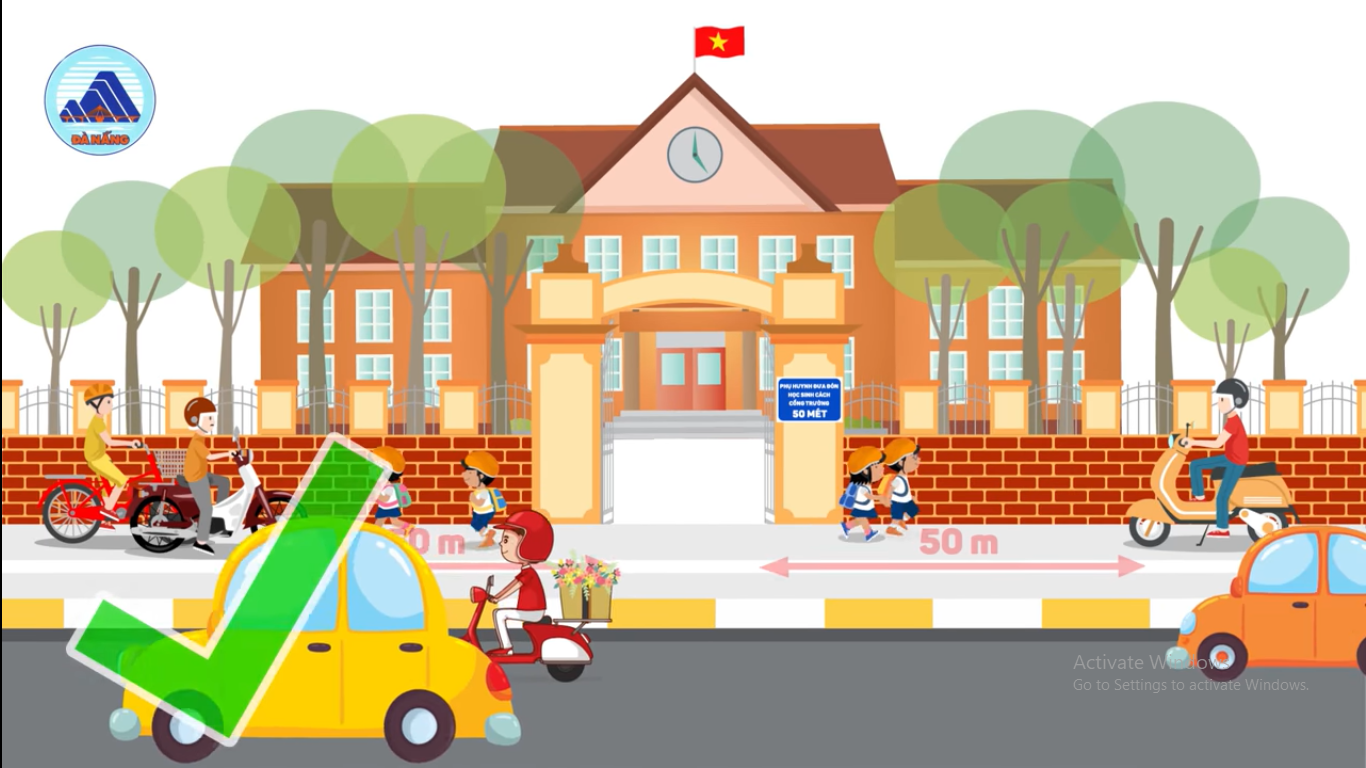 ĐÀ NẴNG
PHỤ HUYNH ĐƯA ĐÓN
HỌC SINH CÁCH
CỔNG TRƯỜNG
50 MÉT
0 m
50 m
Activate Windows
Go to Settings to activate Windows.